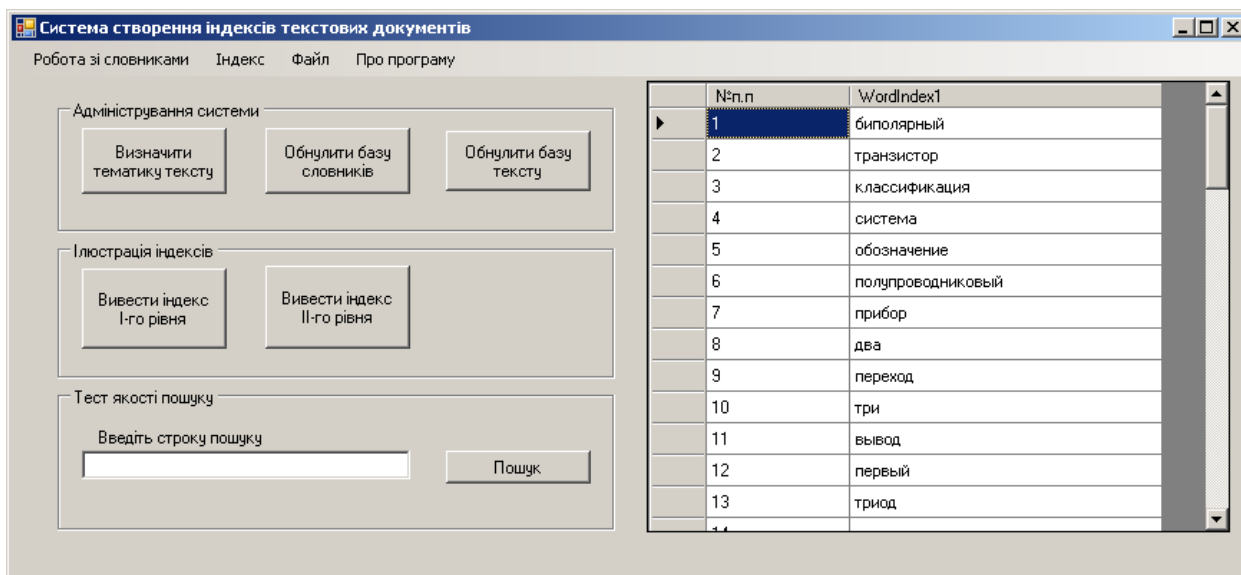 Система створення індексів текстових документів
Робота зі словниками Індекс Файл Про програму
Адміністрування системи
Визначити
тематику тексту
Обнулити базу
словників
Обнулити базу
тексту
Ілюстрація індексів
Вивести індекс
І-го рівня
Вивести індекс
ІІ-го рівня
Тест якості пошуку
Введіть строку пошуку
Пошук
№п.п WordIndex1
1 биполярный
2 транзистор
3 классификация
4 система
5 обозначение
6 полупроводниковый
7 прибор
8 два
9 переход
10 три
11 вывод
12 первый
13 триод